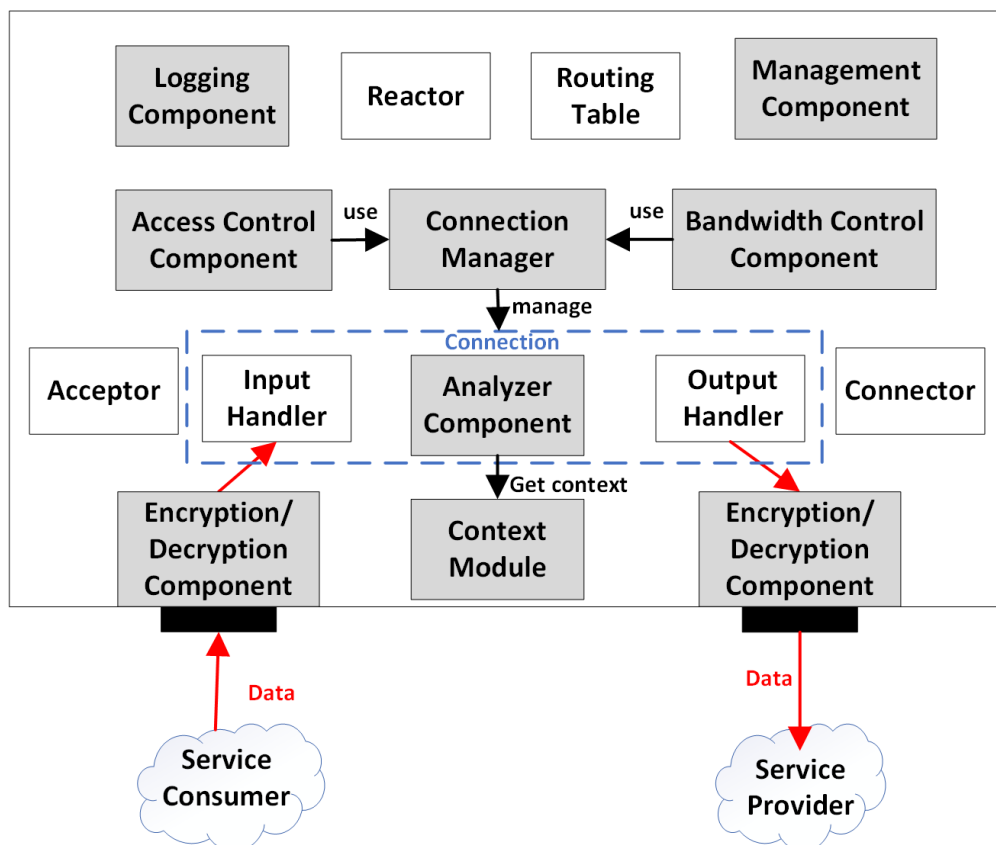 Logging
Component
Reactor
Routing
Table
Management
Component
Access Control
Component
use
Connection
Manager
use
Bandwidth Control
Component
manage
Connection
Acceptor
Input
Handler
Analyzer
Component
Output
Handler
Connector
Get context
Encryption/
Decryption
Component
Context
Module
Encryption/
Decryption
Component
Data
Data
Service
Consumer
Service
Provider